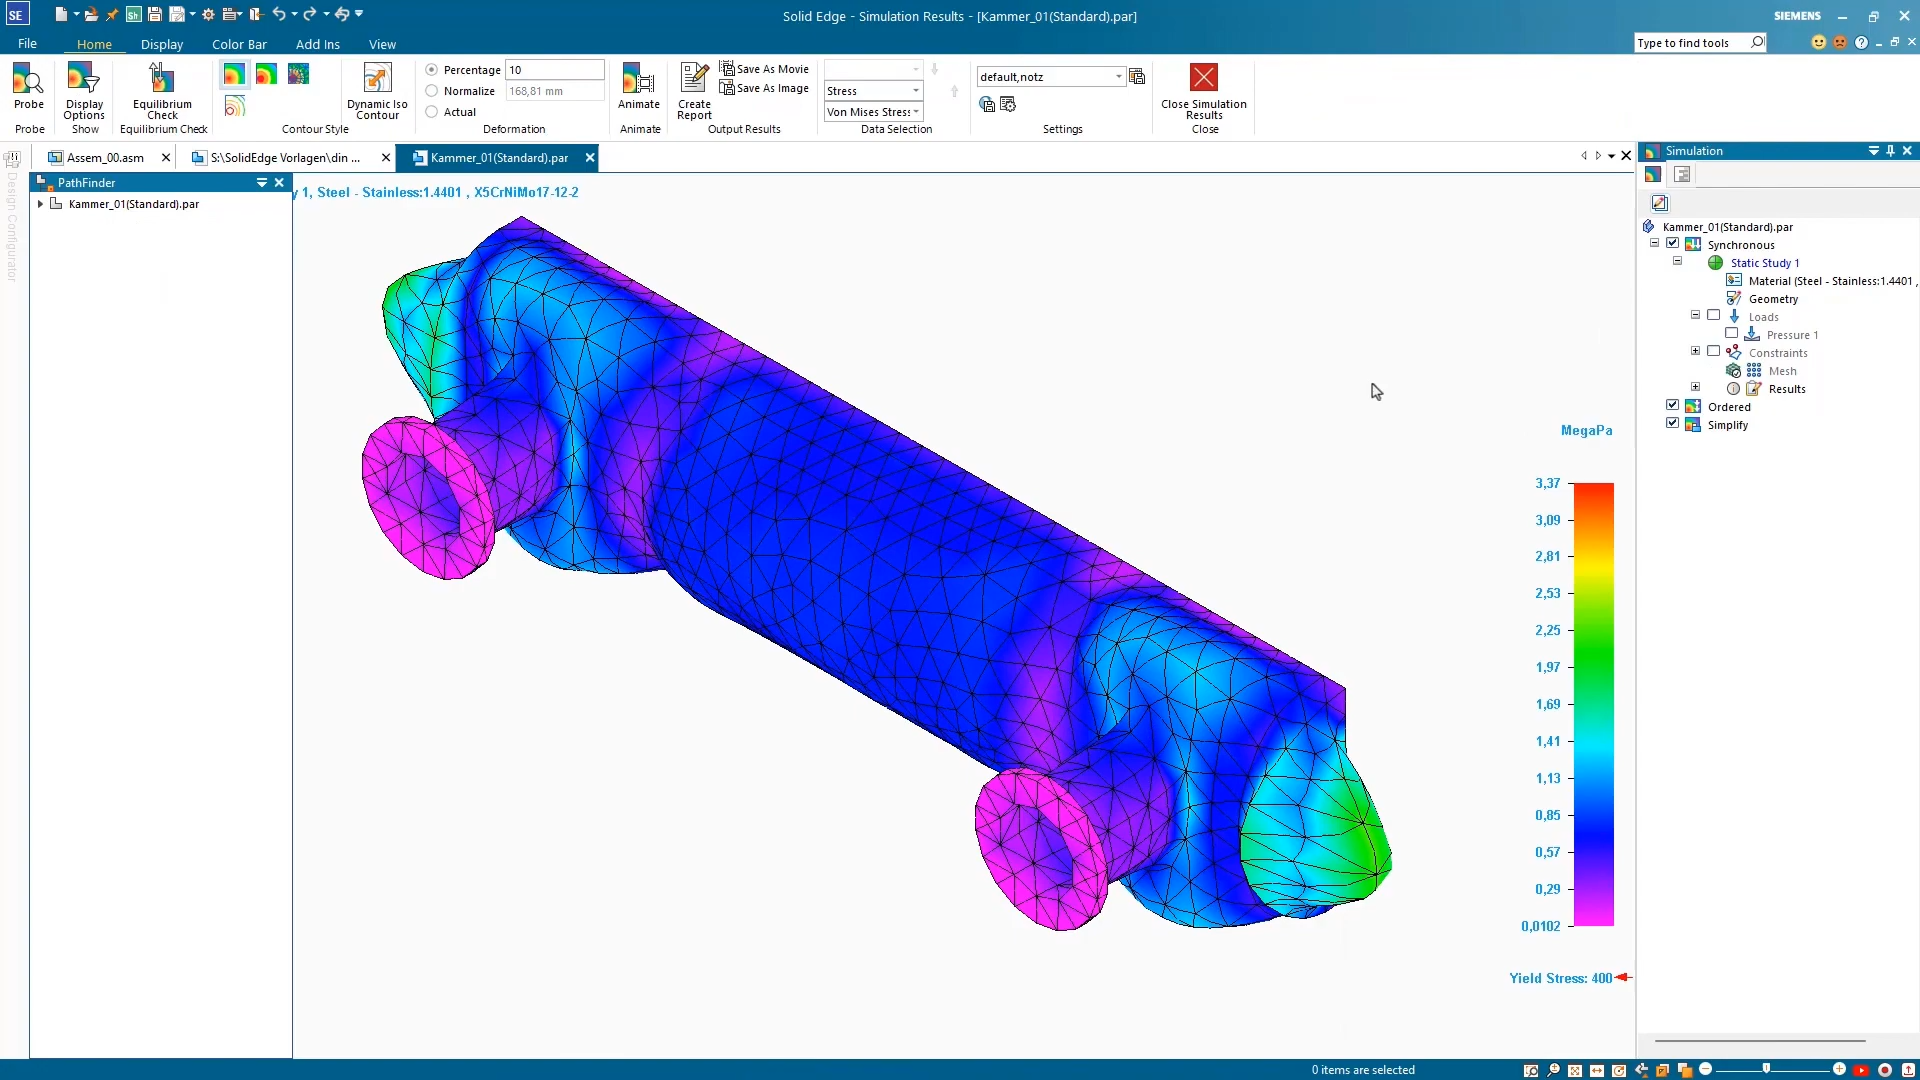 SE
Sh
Solid Edge - Simulation Results - [Kammer_01(Standard).par]
SIEMENS
File
Home
Display
Color Bar
Add Ins
View
Type to find tools
Probe
Display Options
Equilibrium Check
Dynamic Iso Contour
Percentage 10
Normalize 168,81 mm
Actual
Animate
Create Report
Save As Movie
Save As Image
Stress
Von Mises Stres
default,notz
Close Simulation Results
Probe
Show
Equilibrium Check
Contour Style
Deformation
Animate
Output Results
Data Selection
Settings
Close
Assem_00.asm
S:\SolidEdge Vorlagen\din ...
Kammer_01(Standard).par
Design Configurator
PathFinder
Kammer_01(Standard).par
y 1, Steel - Stainless:1.4401 , X5CrNiMo17-12-2
MegaPa
3,37
3,09
2,81
2,53
2,25
1,97
1,69
1,41
1,13
0,85
0,57
0,29
0,0102
Yield Stress: 400
Simulation
Kammer_01(Standard).par
Synchronous
Static Study 1
Material (Steel - Stainless:1.4401 ,
Geometry
Loads
Pressure 1
Constraints
Mesh
Results
Ordered
Simplify
0 items are selected